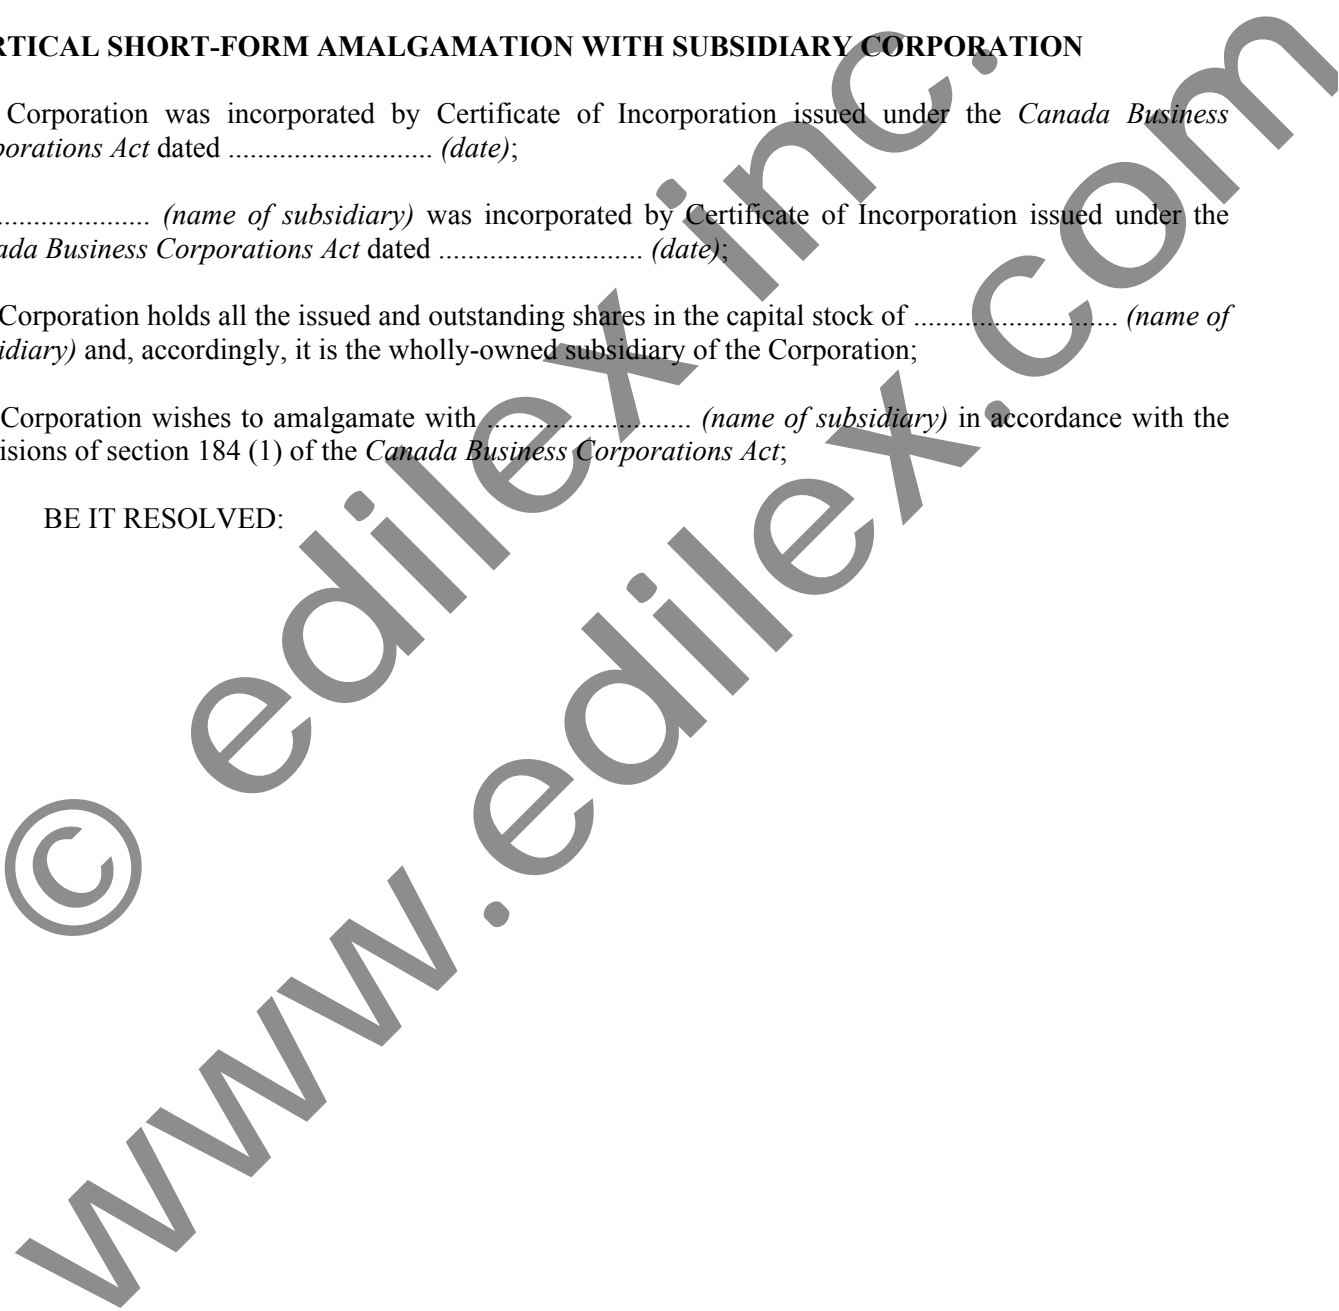 RTICAL SHORT-FORM AMALGAMATION WITH SUBSIDIARY CORPORATION
Corporation was incorporated by Certificate of Incorporation issued under the Canada Business
porations Act dated ............................ (date);
..................... (name of subsidiary) was incorporated by Certificate of Incorporation issued under the
ada Business Corporations Act dated ............................ (date);
Corporation holds all the issued and outstanding shares in the capital stock of ............................ (name of
idiary) and, accordingly, it is the wholly-owned subsidiary of the Corporation;
Corporation wishes to amalgamate with ............................ (name of subsidiary) in accordance with the
isions of section 184 (1) of the Canada Business Corporations Act;
BE IT RESOLVED:
© edilex inc.
www.edilex.com